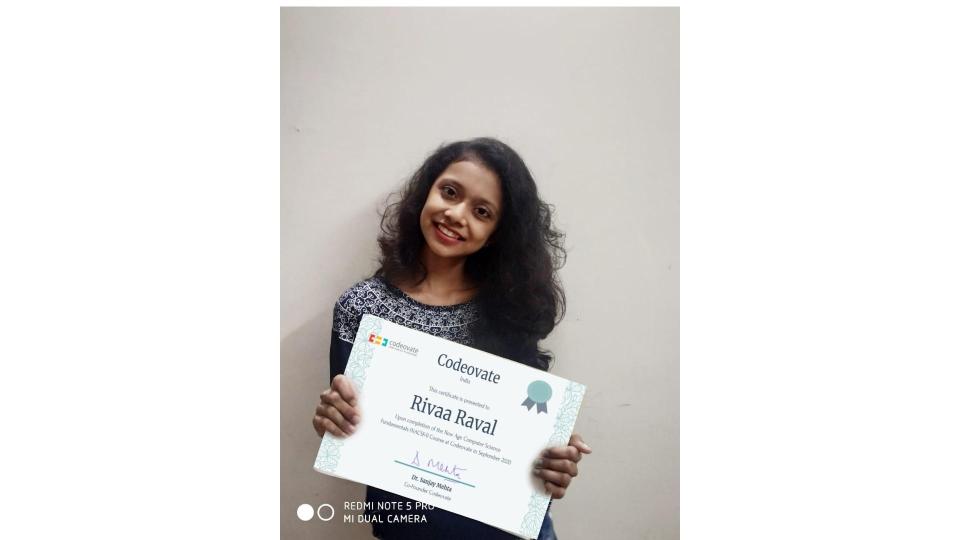 codeovate
Codeovate
India
This certificate is presented to
Rivaa Raval
Upon completion of the New Age Computer Science
Fundamentals (NACSF-I) Course at Codeovate in September 2020
S Mehta
Dr. Sanjay Mehta
Co-Founder Codeovate
REDMI NOTE 5 PRO
MI DUAL CAMERA